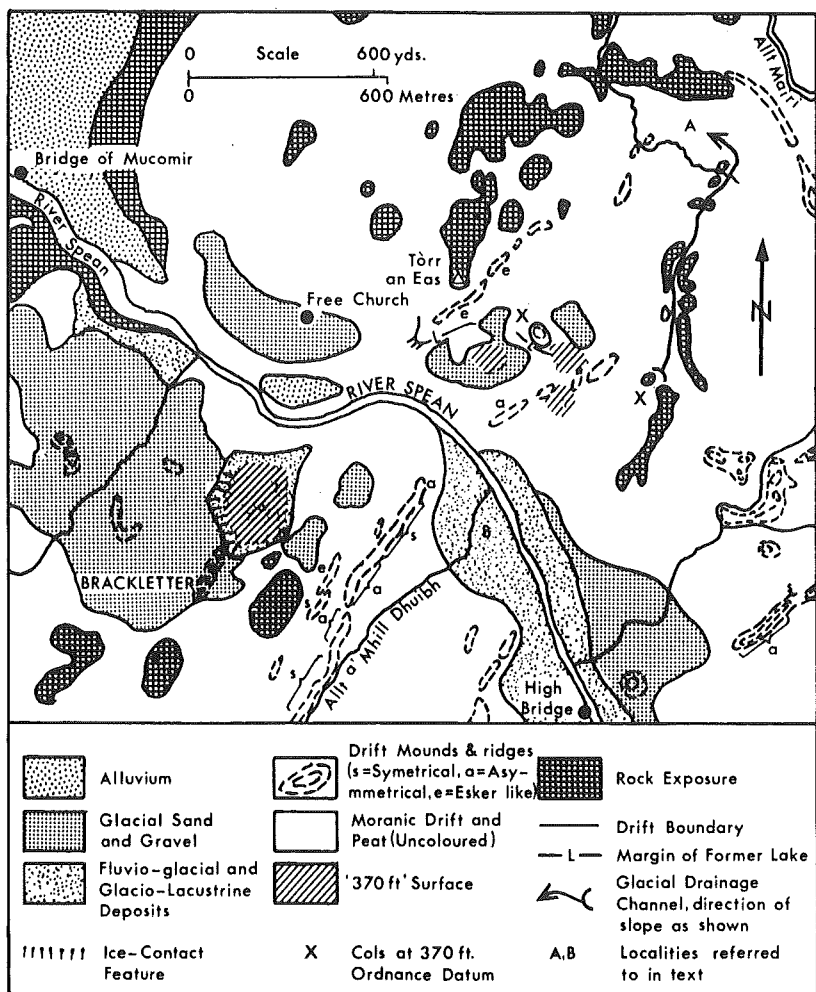 0 Scale 600 yds.
0 600 Metres
Allt Mairi
A
Bridge of Mucomir
River Spean
Tòrr
an Eas
e
Free Church
e
X
L
X
RIVER SPEAN
a
a
s
B
BRACKLETTER
e
s
a
a
s
Allt a' Mhill Dhuibh
s
a
High
Bridge
N
Alluvium
Glacial Sand
and Gravel
Fluvio-glacial and
Glacio-Lacustrine
Deposits
Ice-Contact
Feature
Drift Mounds & ridges
(s=Symetrical, a=Asy-
mmetrical, e=Esker like)
Moranic Drift and
Peat (Uncoloured)
'370 ft' Surface
X Cols at 370 ft.
Ordnance Datum
Rock Exposure
Drift Boundary
L Margin of Former Lake
Glacial Drainage
Channel, direction of
slope as shown
A,B Localities referred
to in text